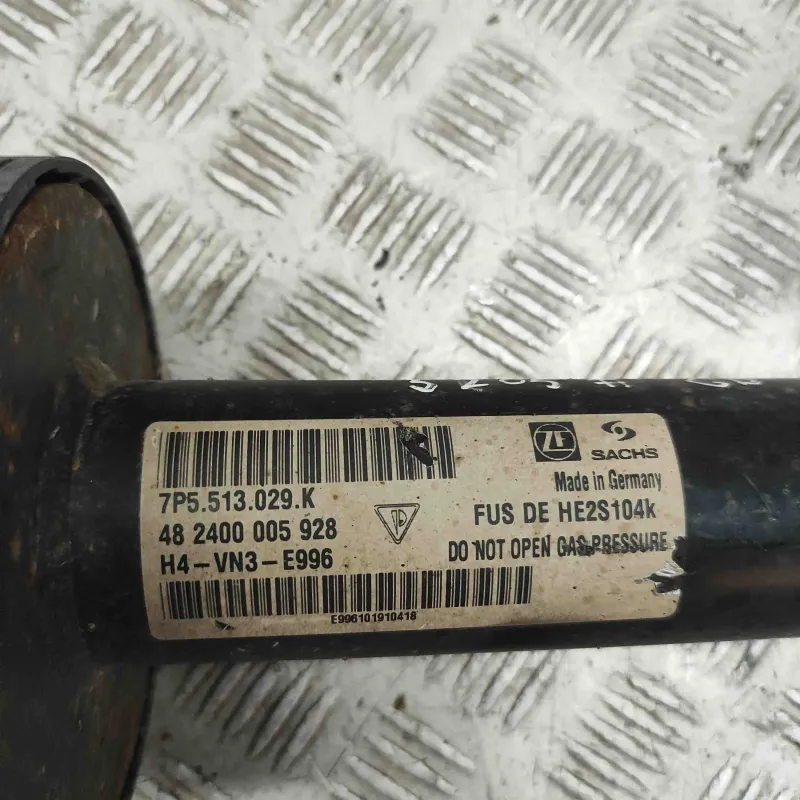 ZF SACHS
Made in Germany
7P5.513.029.K
48 2400 005 928
H4-VN3-E996
FUS DE HE2S104k
DO NOT OPEN GAS-PRESSURE
E996101910418